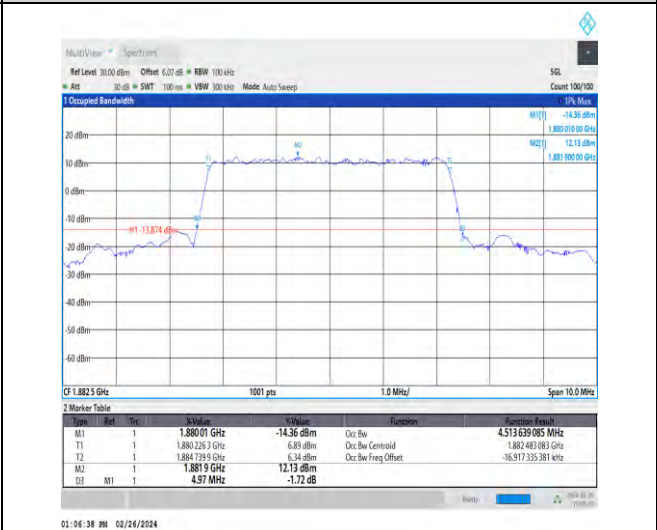 MultiView Spectrum
Ref Level 30.00 dBm Offset 6.07 dB RBW 100 kHz SGL
Att 30 dB SWT 100 ms VBW 300 kHz Mode Auto Sweep Count 100/100
1 Occupied Bandwidth 1Pk Max
M1[1] -14.36 dBm
1.880 010 00 GHz
M2[1] 12.13 dBm
1.881 900 00 GHz
20 dBm
M2
T1
10 dBm
0 dBm
-10 dBm
H1 -13.874 dBm
-20 dBm
-30 dBm
-40 dBm
-50 dBm
-60 dBm
CF 1.882 5 GHz 1001 pts 1.0 MHz/ Span 10.0 MHz
2 Marker Table
Type Ref Trc X-Value Y-Value Function Function Result
M1 1 1.88001 GHz -14.36 dBm Occ Bw 4.513 639 085 MHz
T1 1 1.880 226 3 GHz 6.89 dBm Occ Bw Centroid 1.882 483 083 GHz
T2 1 1.884 739 9 GHz 6.34 dBm Occ Bw Freq Offset -16.917 335 381 kHz
M2 1 1.8819 GHz 12.13 dBm
D3 M1 1 4.97 MHz -1.72 dB
Ready
01:06:38 PM 02/26/2024